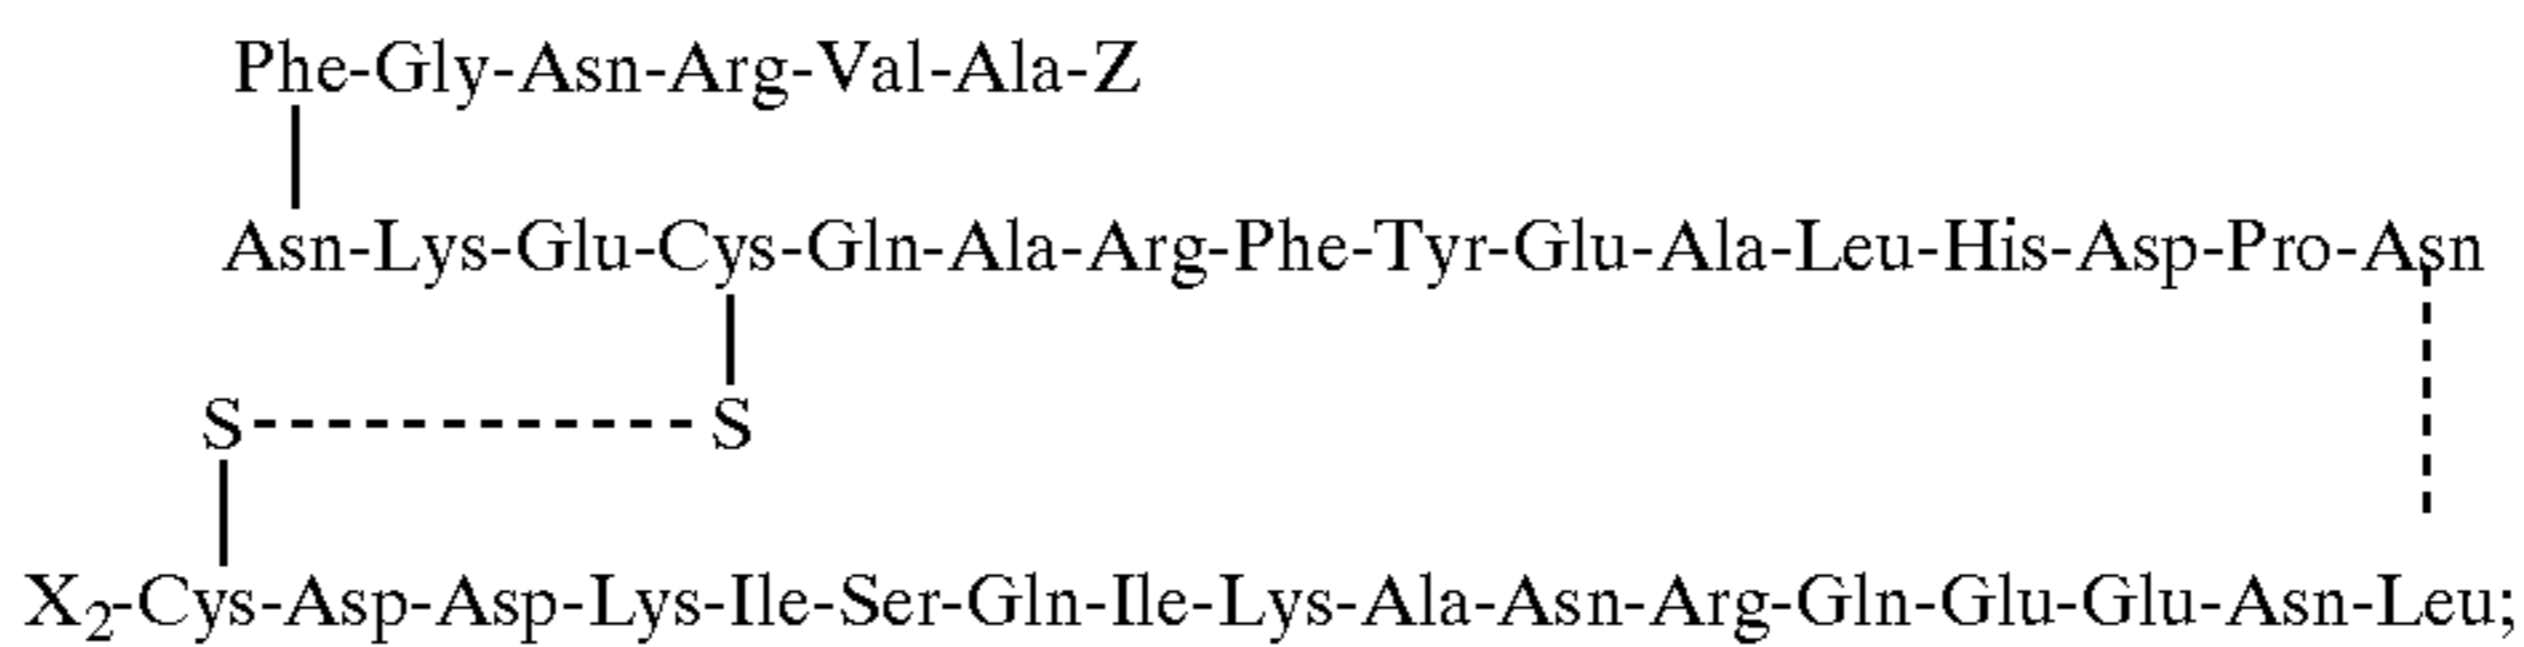 Phe-Gly-Asn-Arg-Val-Ala-Z
Asn-Lys-Glu-Cys-Gln-Ala-Arg-Phe-Tyr-Glu-Ala-Leu-His-Asp-Pro-Asn
S------------S
X₂-Cys-Asp-Asp-Lys-Ile-Ser-Gln-Ile-Lys-Ala-Asn-Arg-Gln-Glu-Glu-Asn-Leu;